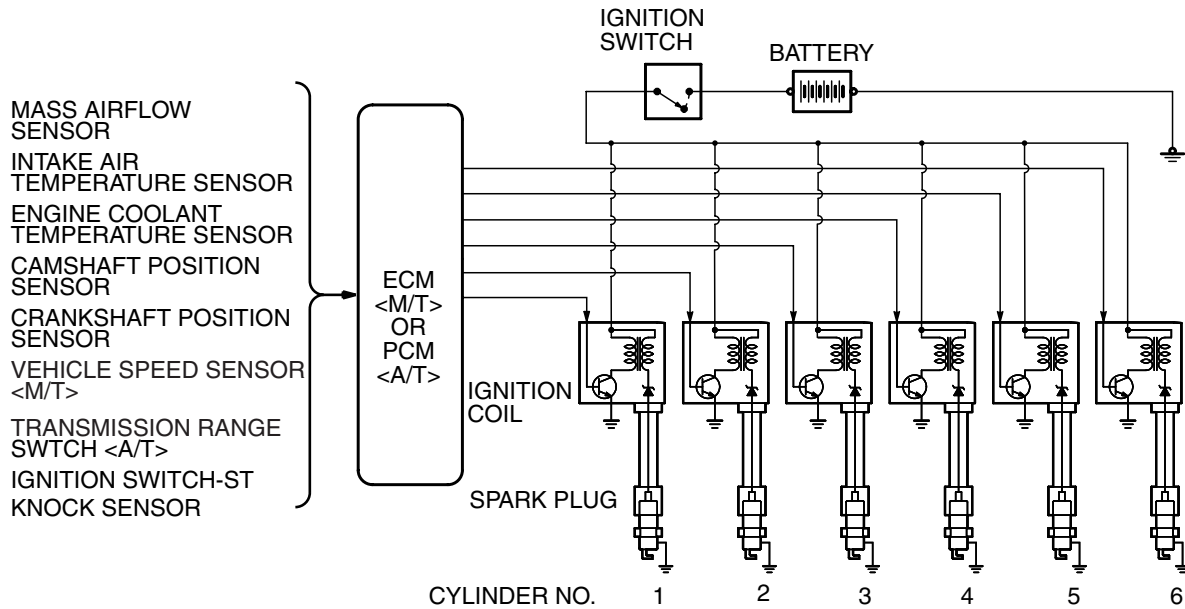 IGNITION
SWITCH
BATTERY
MASS AIRFLOW
SENSOR
INTAKE AIR
TEMPERATURE SENSOR
ENGINE COOLANT
TEMPERATURE SENSOR
CAMSHAFT POSITION
SENSOR
CRANKSHAFT POSITION
SENSOR
VEHICLE SPEED SENSOR
<M/T>
TRANSMISSION RANGE
SWTCH <A/T>
IGNITION SWITCH-ST
KNOCK SENSOR
ECM
<M/T>
OR
PCM
<A/T>
IGNITION
COIL
SPARK PLUG
CYLINDER NO. 1 2 3 4 5 6